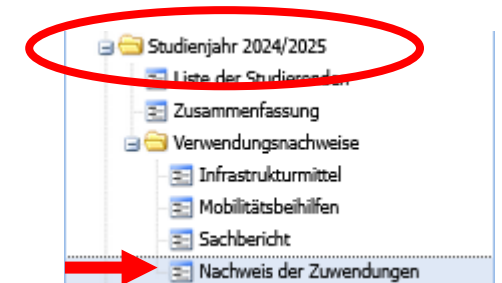 Studienjahr 2024/2025
Liste der Studierenden
Zusammenfassung
Verwendungsnachweise
Infrastrukturmittel
Mobilitätsbeihilfen
Sachbericht
Nachweis der Zuwendungen